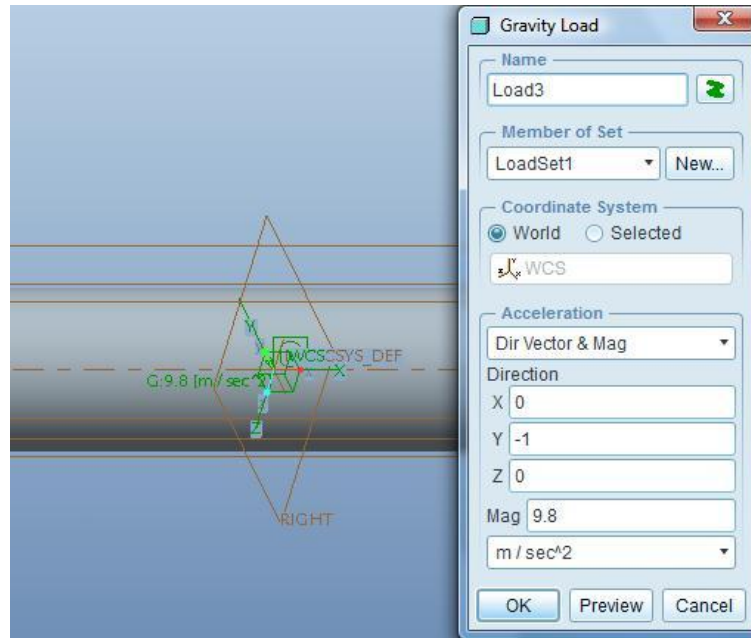 Gravity Load
Name
Load3
Member of Set
LoadSet1 New...
Coordinate System
World Selected
WCS
Acceleration
Dir Vector & Mag
Direction
X 0
Y -1
Z 0
Mag 9.8
m / sec^2
OK Preview Cancel
Y
WCS CSYS_DEF
X
G:9.8 [m / sec^2]
Z
RIGHT